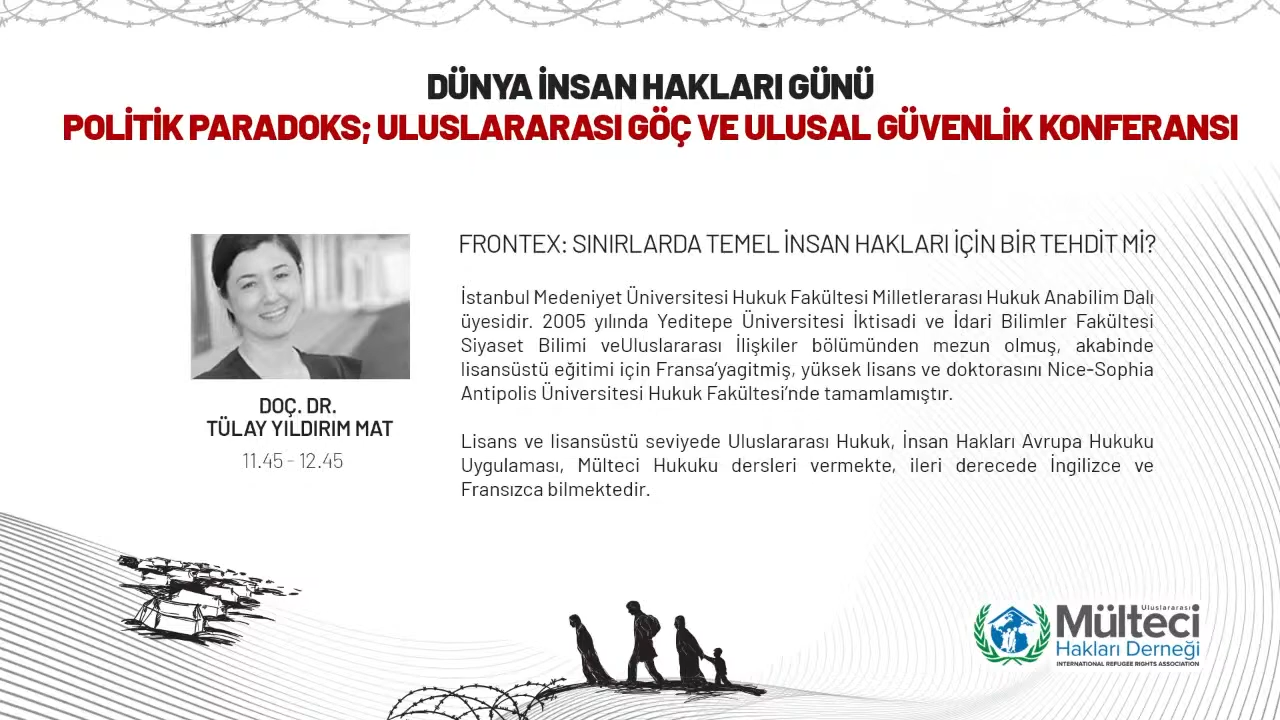 DÜNYA İNSAN HAKLARI GÜNÜ
POLİTİK PARADOKS; ULUSLARARASI GÖÇ VE ULUSAL GÜVENLİK KONFERANSI
FRONTEX: SINIRLARDA TEMEL İNSAN HAKLARI İÇİN BİR TEHDİT Mİ?
İstanbul Medeniyet Üniversitesi Hukuk Fakültesi Milletlerarası Hukuk Anabilim Dalı
üyesidir. 2005 yılında Yeditepe Üniversitesi İktisadi ve İdari Bilimler Fakültesi
Siyaset Bilimi veUluslararası İlişkiler bölümünden mezun olmuş, akabinde
lisansüstü eğitimi için Fransa'yagitmiş, yüksek lisans ve doktorasını Nice-Sophia
Antipolis Üniversitesi Hukuk Fakültesi'nde tamamlamıştır.
Lisans ve lisansüstü seviyede Uluslararası Hukuk, İnsan Hakları Avrupa Hukuku
Uygulaması, Mülteci Hukuku dersleri vermekte, ileri derecede İngilizce ve
Fransızca bilmektedir.
DOÇ. DR.
TÜLAY YILDIRIM MAT
11.45 - 12.45
Uluslararası
Mülteci
Hakları Derneği
INTERNATIONAL REFUGEE RIGHTS ASSOCIATION